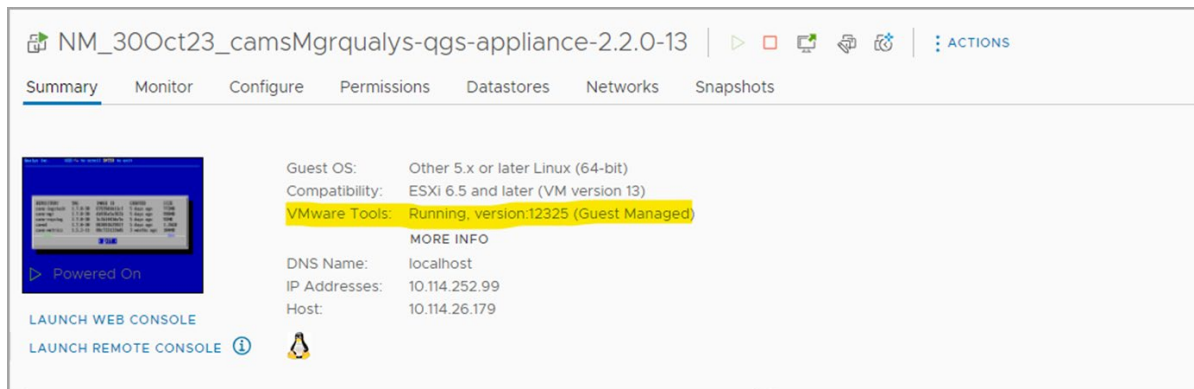 NM_30Oct23_camsMgrqualys-qgs-appliance-2.2.0-13
ACTIONS
Summary Monitor Configure Permissions Datastores Networks Snapshots
Guest OS: Other 5.x or later Linux (64-bit)
Compatibility: ESXi 6.5 and later (VM version 13)
VMware Tools: Running, version:12325 (Guest Managed)
MORE INFO
DNS Name: localhost
IP Addresses: 10.114.252.99
Host: 10.114.26.179
Powered On
LAUNCH WEB CONSOLE
LAUNCH REMOTE CONSOLE